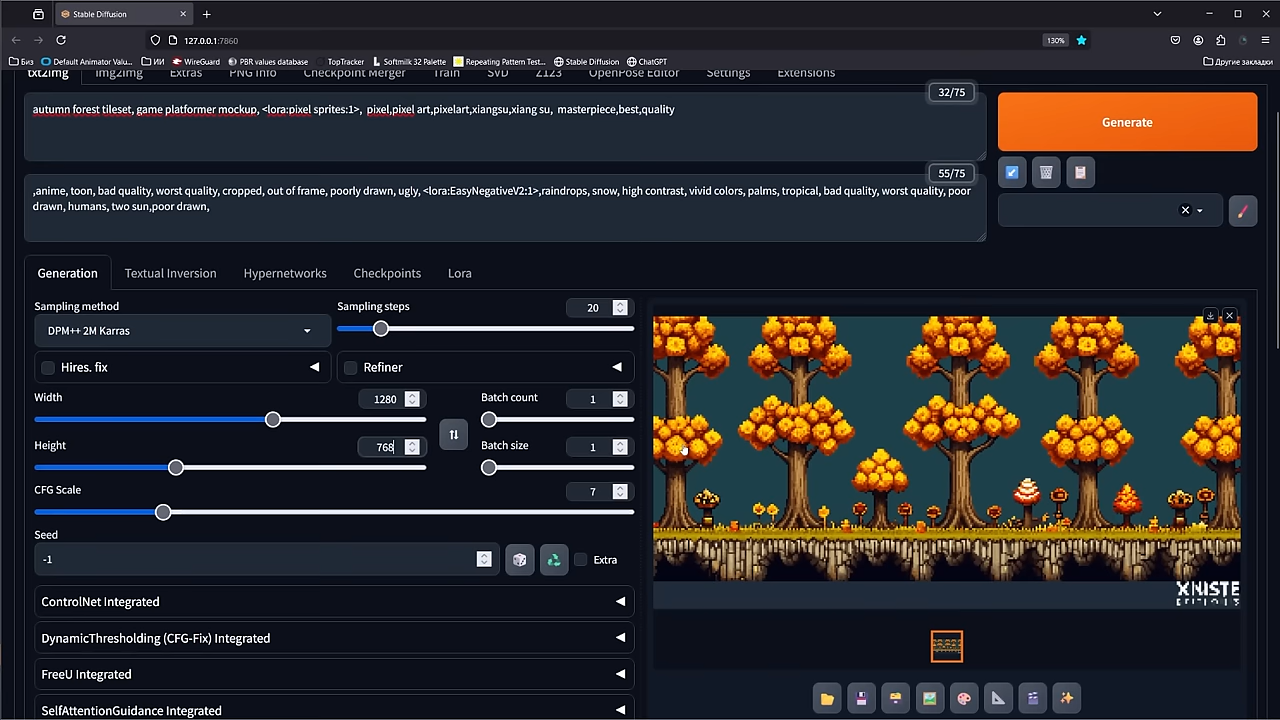 Stable Diffusion
127.0.0.1:7860
130%
Биз
Default Animator Valu...
ИИ
WireGuard
PBR values database
TopTracker
Softmilk 32 Palette
Repeating Pattern Test...
Stable Diffusion
ChatGPT
Другие закладки
txt2img
img2img
Extras
PNG Info
Checkpoint Merger
Train
SVD
Z123
OpenPose Editor
Settings
Extensions
32/75
autumn forest tileset, game platformer mockup, <lora:pixel sprites:1>, pixel,pixel art,pixelart,xiangsu,xiang su, masterpiece,best,quality
Generate
55/75
,anime, toon, bad quality, worst quality, cropped, out of frame, poorly drawn, ugly, <lora:EasyNegativeV2:1>,raindrops, snow, high contrast, vivid colors, palms, tropical, bad quality, worst quality, poor
drawn, humans, two sun,poor drawn,
Generation
Textual Inversion
Hypernetworks
Checkpoints
Lora
Sampling method
Sampling steps
20
DPM++ 2M Karras
Hires. fix
Refiner
Width
1280
Batch count
1
Height
768
Batch size
1
CFG Scale
7
Seed
-1
Extra
ControlNet Integrated
DynamicThresholding (CFG-Fix) Integrated
FreeU Integrated
SelfAttentionGuidance Integrated
XNISTE